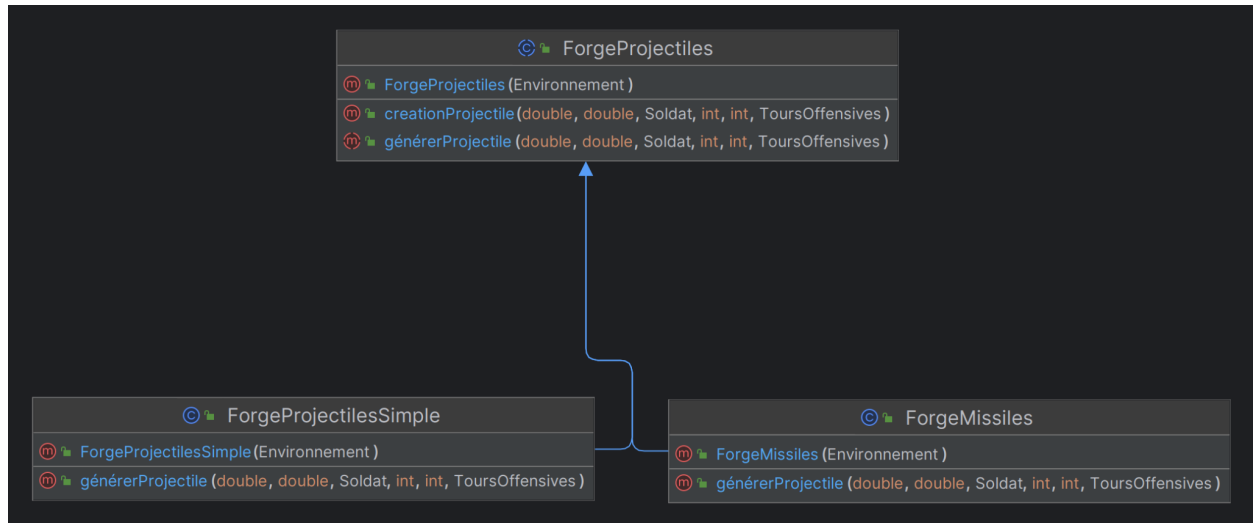 ForgeProjectiles
ForgeProjectiles(Environnement)
creationProjectile(double, double, Soldat, int, int, ToursOffensives)
générerProjectile(double, double, Soldat, int, int, ToursOffensives)
ForgeProjectilesSimple
ForgeProjectilesSimple(Environnement)
générerProjectile(double, double, Soldat, int, int, ToursOffensives)
ForgeMissiles
ForgeMissiles(Environnement)
générerProjectile(double, double, Soldat, int, int, ToursOffensives)